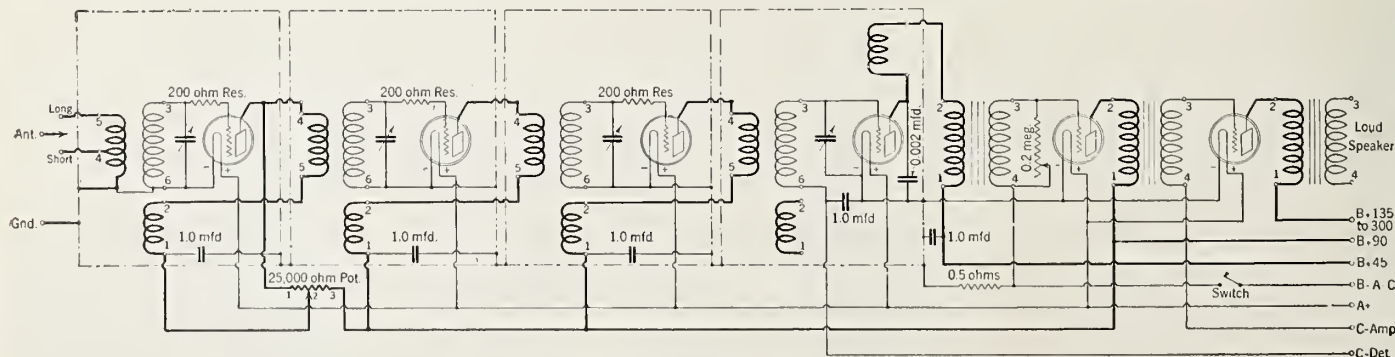 Long
Ant.
Short
Gnd.
5
4
3
6
2
1
200 ohm Res.
- +
1.0 mfd
4
5
25,000 ohm Pot.
1 2 3
3
6
2
1
200 ohm Res.
- +
1.0 mfd.
4
5
3
6
2
1
200 ohm Res
- +
1.0 mfd
4
5
3
6
2
1
- +
1.0 mfd
0.002 mfd.
2
1
1.0 mfd
3
4
0.2 meg.
0.5 ohms
- +
2
1
3
4
- +
2
1
3
Loud
Speaker
4
Switch
B+135
to 300
B+90
B+45
B-A C
A+
C-Amp
C-Det